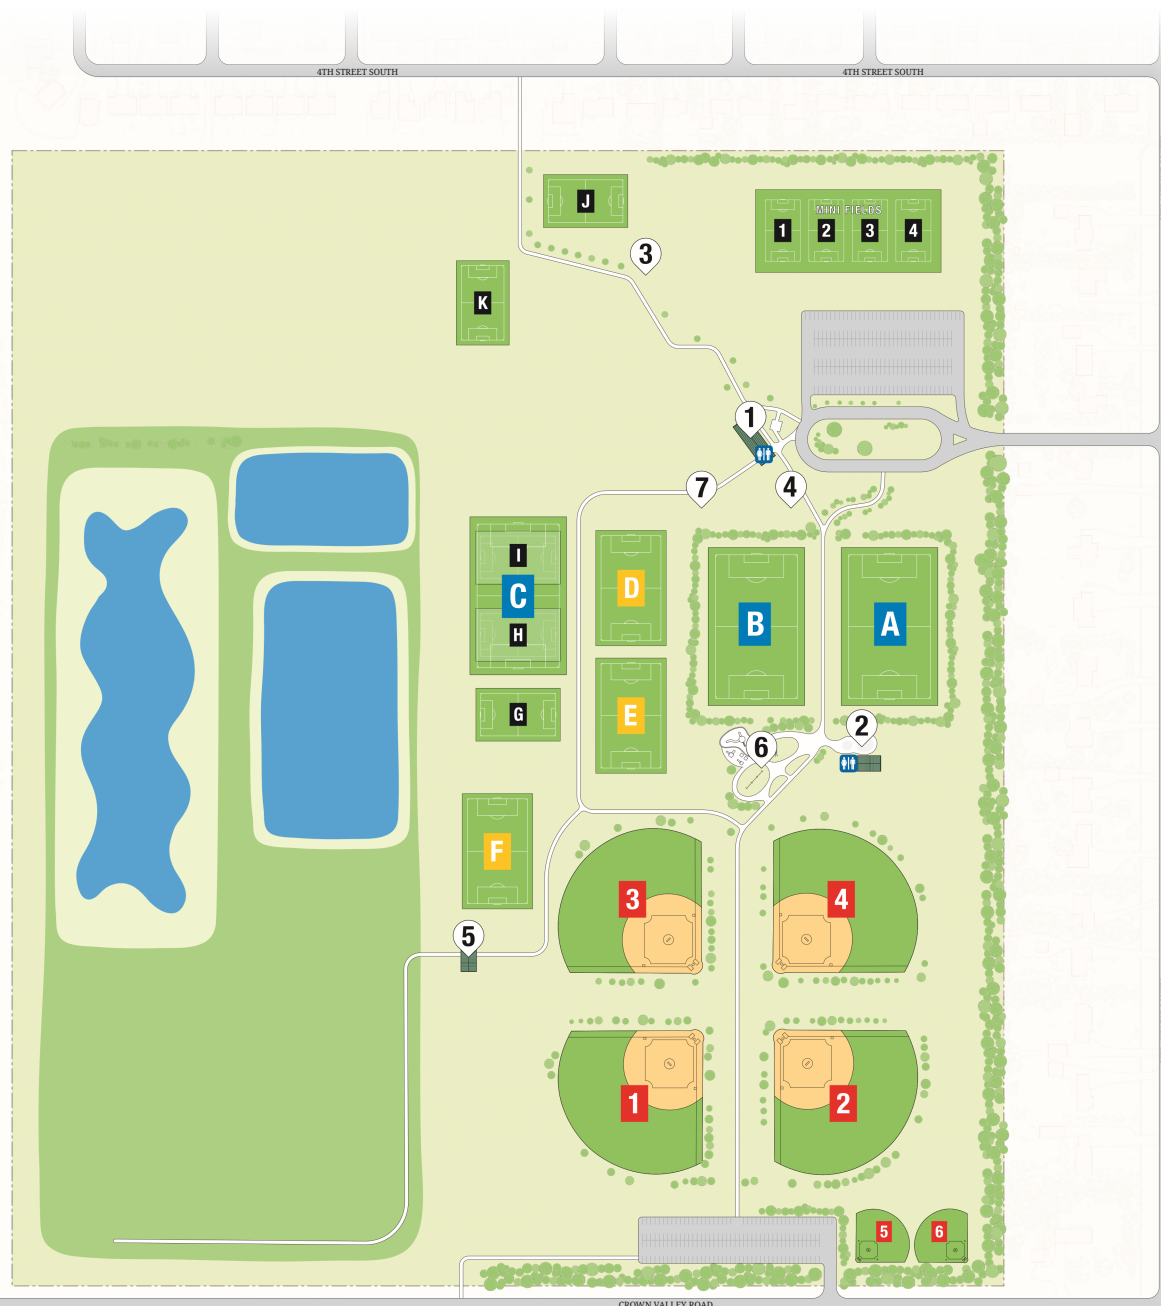 4TH STREET SOUTH
4TH STREET SOUTH
J
MINI FIELDS
1
2
3
4
3
K
1
7
4
I
C
H
D
B
A
G
E
2
6
F
3
4
5
1
2
5
6
CROWN VALLEY ROAD